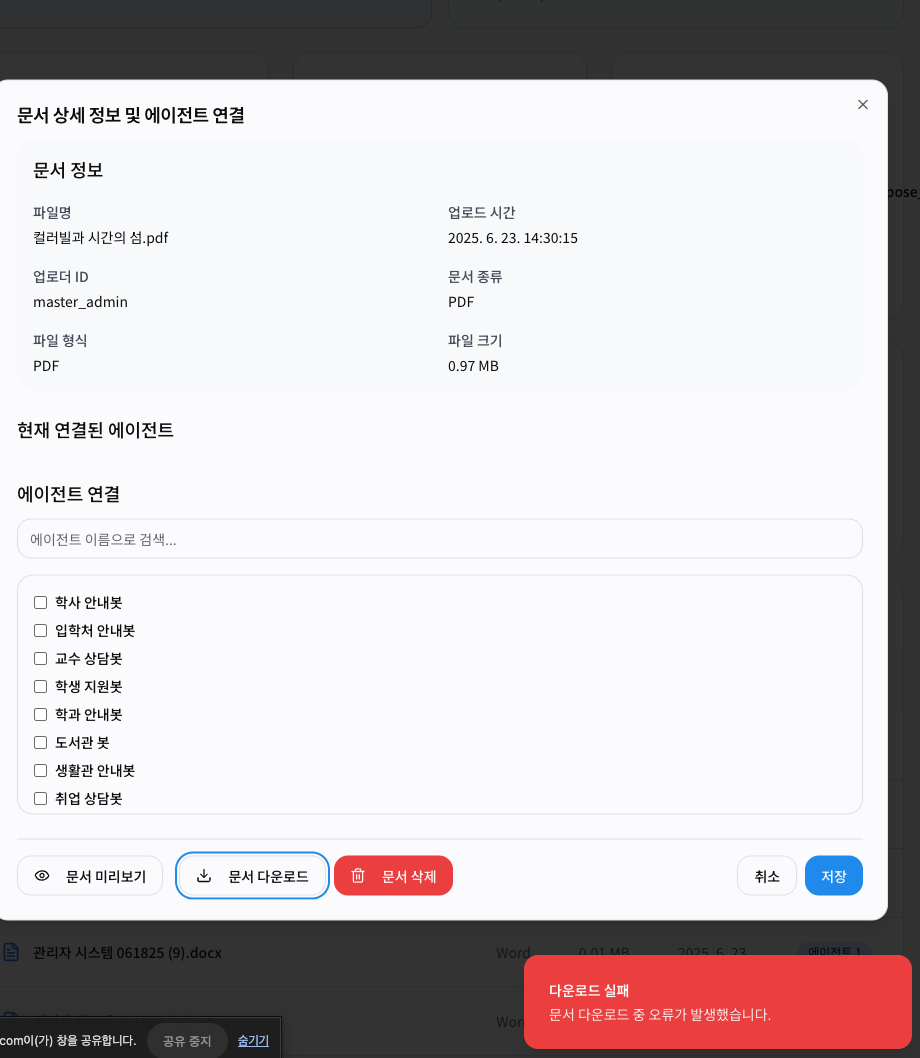 문서 상세 정보 및 에이전트 연결
문서 정보
파일명
컬러빌과 시간의 섬.pdf
업로드 시간
2025. 6. 23. 14:30:15
업로더 ID
master_admin
문서 종류
PDF
파일 형식
PDF
파일 크기
0.97 MB
현재 연결된 에이전트
에이전트 연결
에이전트 이름으로 검색...
학사 안내봇
입학처 안내봇
교수 상담봇
학생 지원봇
학과 안내봇
도서관 봇
생활관 안내봇
취업 상담봇
문서 미리보기
문서 다운로드
문서 삭제
취소
저장
관리자 시스템 061825 (9).docx
Word
0.01 MB
2025. 6. 23.
에이전트 1
다운로드 실패
문서 다운로드 중 오류가 발생했습니다.
com이(가) 창을 공유합니다.
공유 중지
숨기기